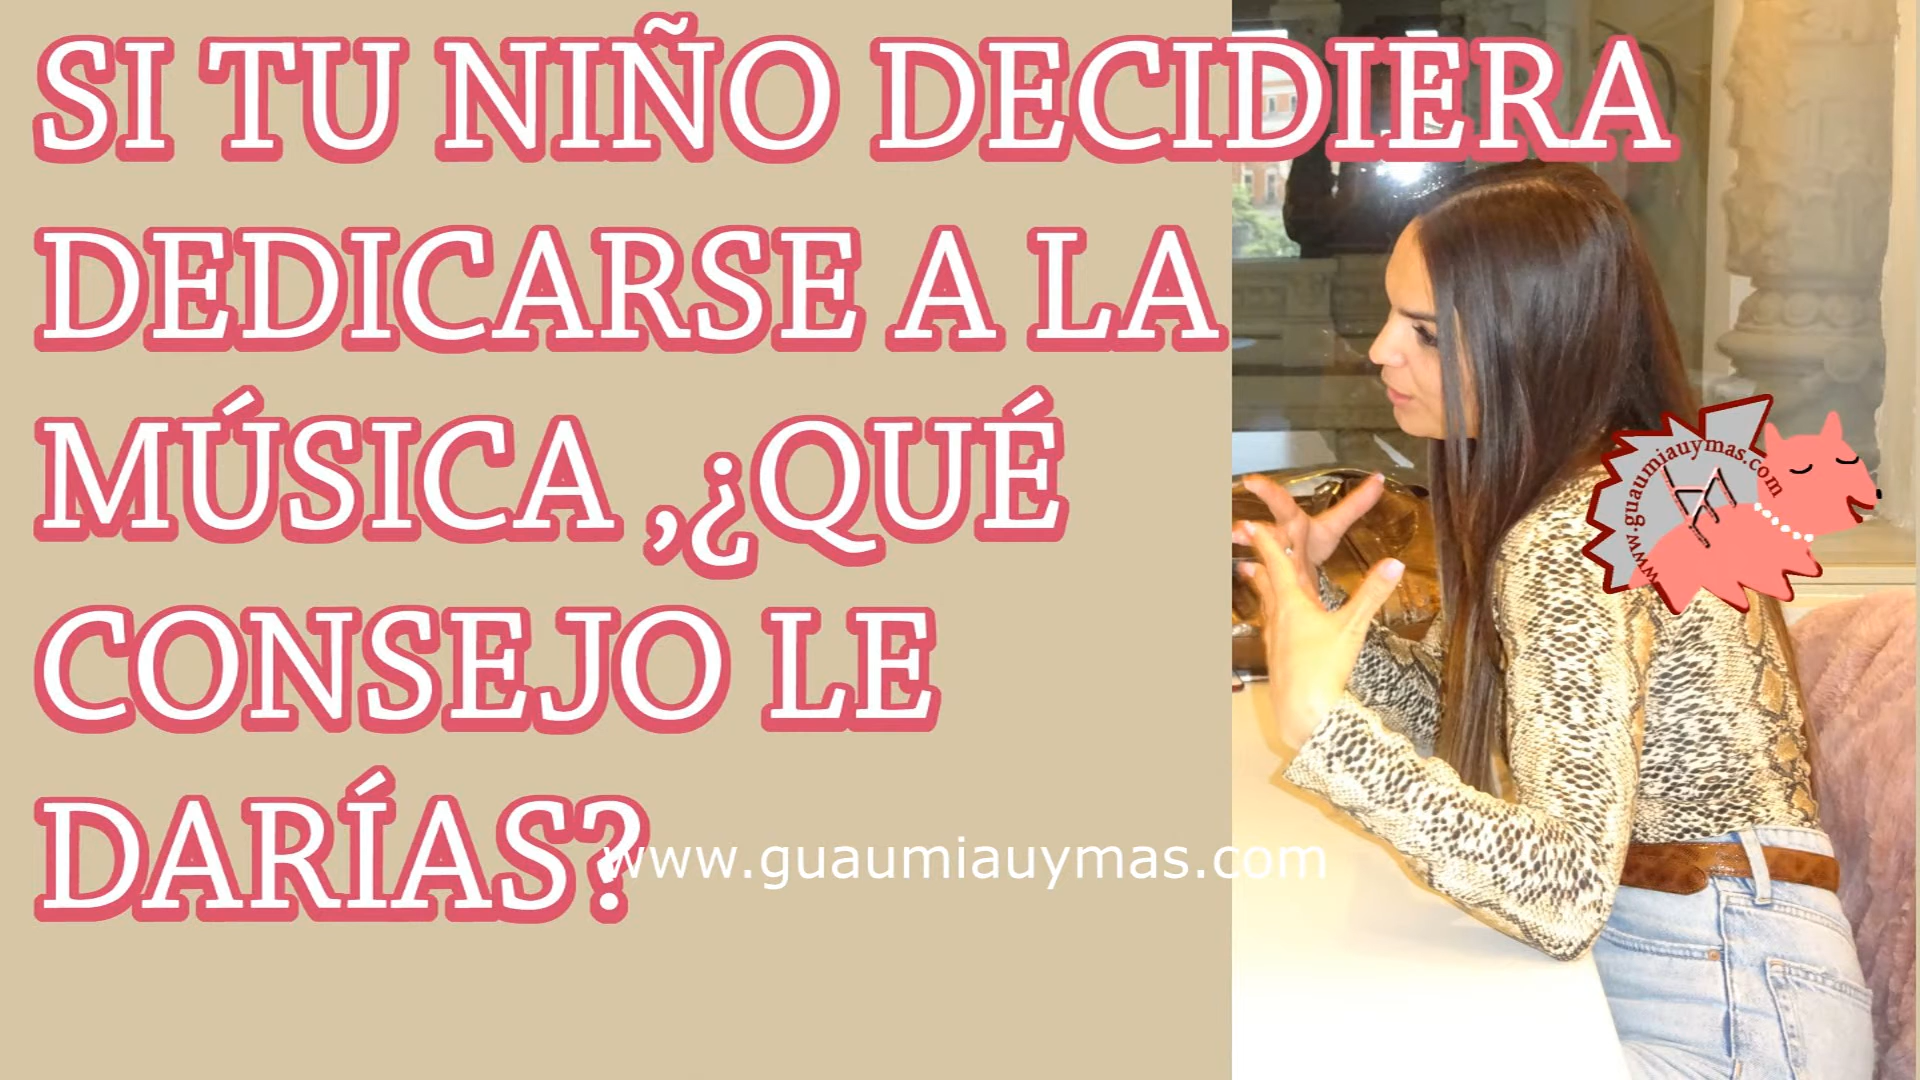 SI TU NIÑO DECIDIERA
DEDICARSE A LA
MÚSICA ,¿QUÉ
CONSEJO LE
DARÍAS?
www.guaumiauymas.com
www.guaumiauymas.com